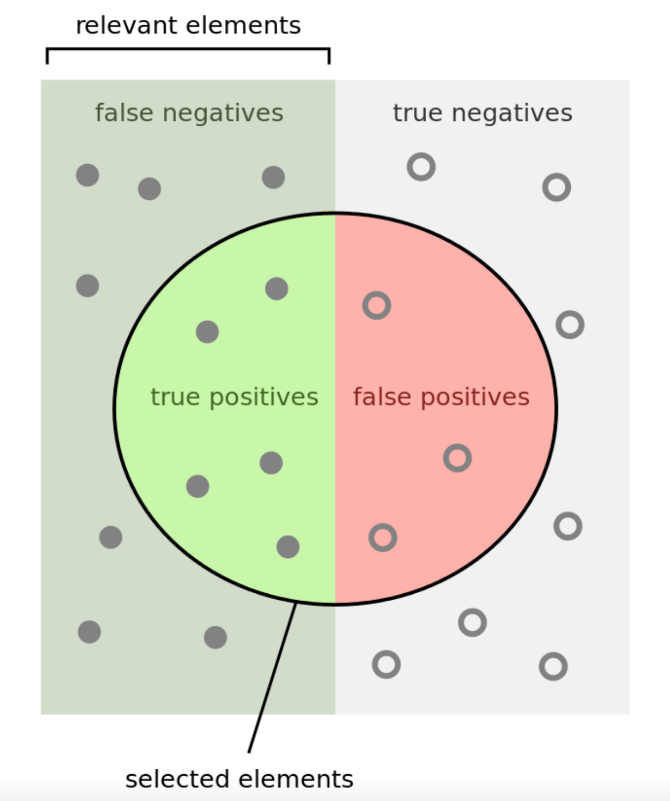 relevant elements
false negatives
true negatives
true positives
false positives
selected elements